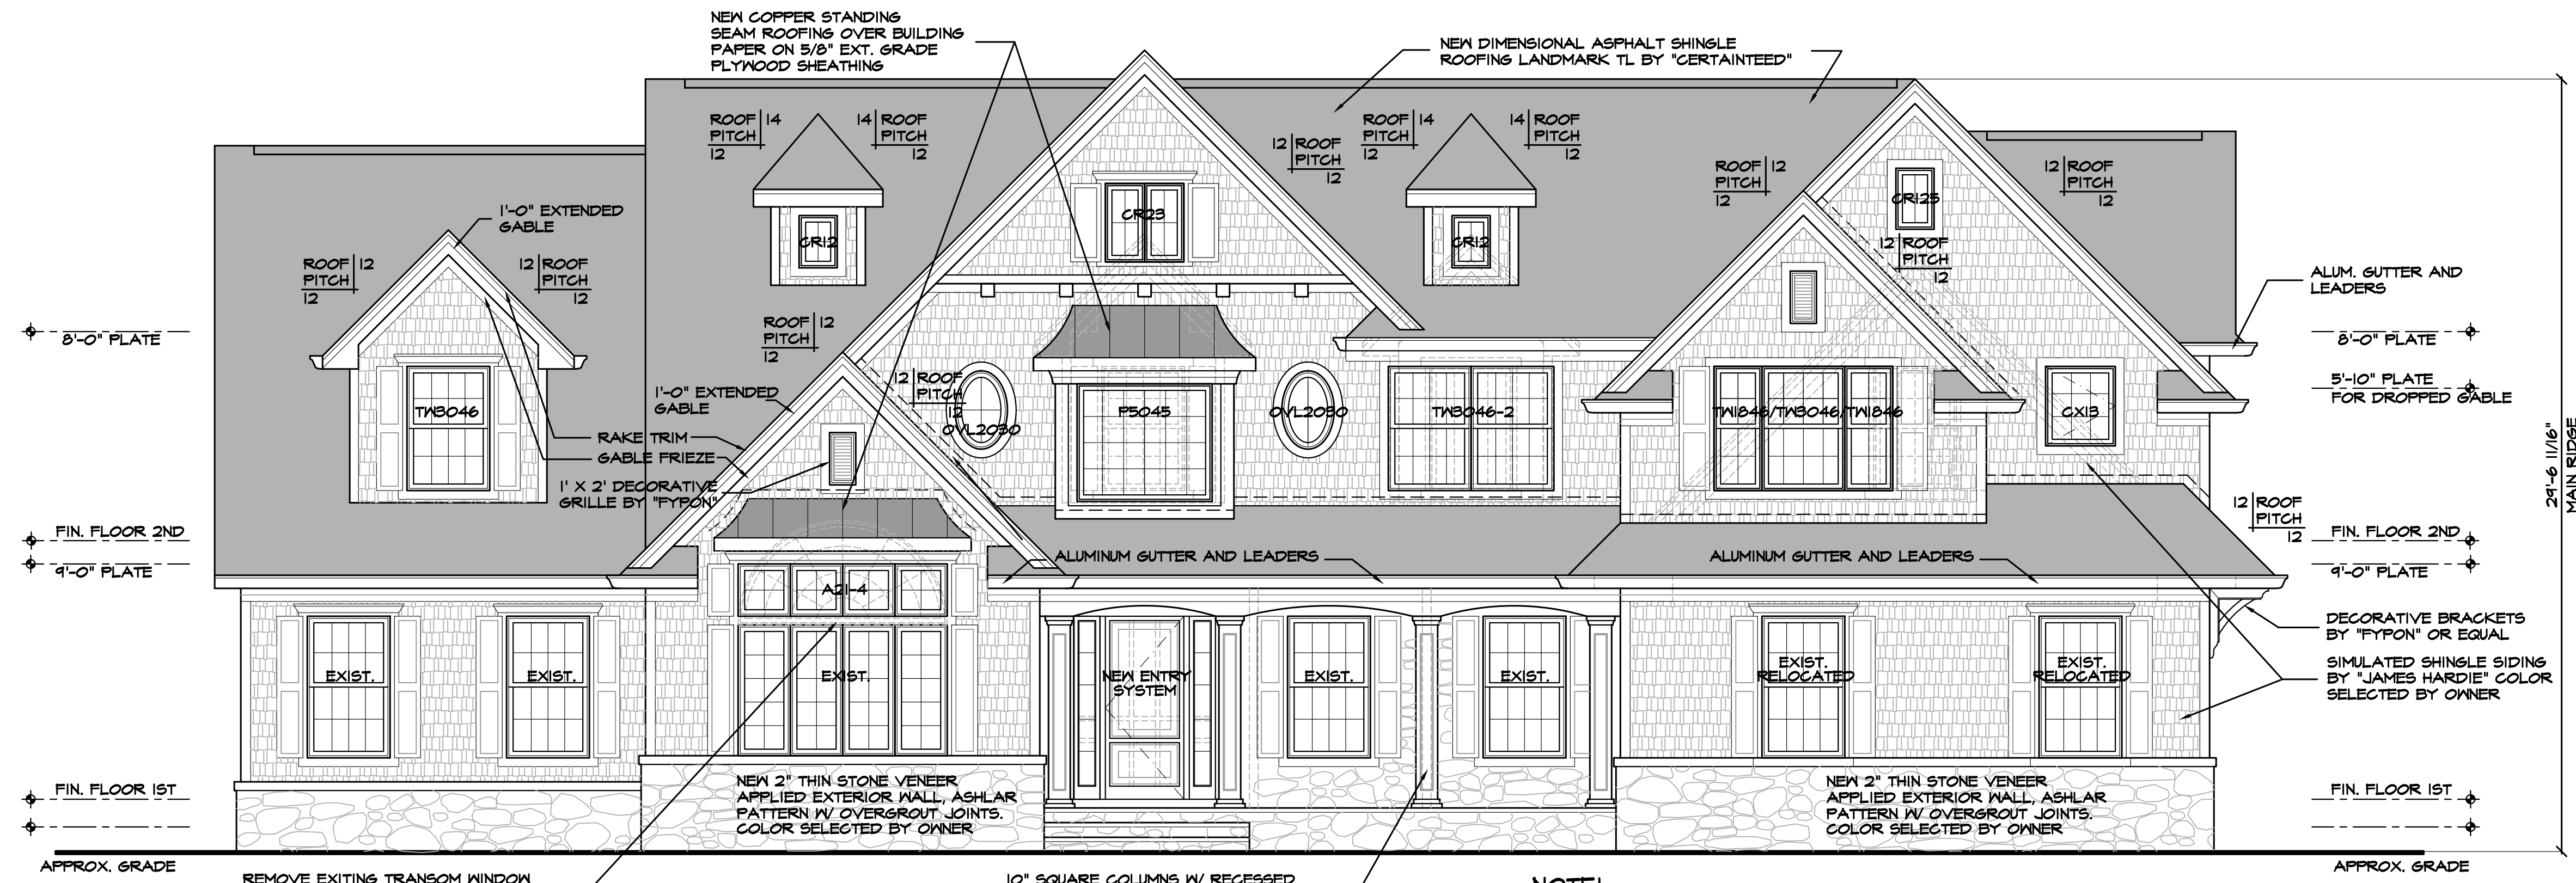 NEW COPPER STANDING
SEAM ROOFING OVER BUILDING
PAPER ON 5/8" EXT. GRADE
PLYWOOD SHEATHING
NEW DIMENSIONAL ASPHALT SHINGLE
ROOFING LANDMARK TL BY "CERTAINTEED"
ROOF 14
PITCH
12
14 ROOF
PITCH
12
12 ROOF
PITCH
12
ROOF 14
PITCH
12
14 ROOF
PITCH
12
ROOF 12
PITCH
12
12 ROOF
PITCH
12
1'-0" EXTENDED
GABLE
CR23
CR125
CR12
CR12
12 ROOF
PITCH
12
ROOF 12
PITCH
12
12 ROOF
PITCH
12
ALUM. GUTTER AND
LEADERS
8'-0" PLATE
ROOF 12
PITCH
12
8'-0" PLATE
5'-10" PLATE
FOR DROPPED GABLE
1'-0" EXTENDED
GABLE
12 ROOF
PITCH
12
TW3046
OVL2030
P5045
OVL2030
TW3046-2
TW1846/TW3046/TW1846
CX13
RAKE TRIM
GABLE FRIEZE
1' X 2' DECORATIVE
GRILLE BY "FYPON"
29'-6 11/16"
MAIN RIDGE
12 ROOF
PITCH
12
FIN. FLOOR 2ND
9'-0" PLATE
FIN. FLOOR 2ND
9'-0" PLATE
ALUMINUM GUTTER AND LEADERS
ALUMINUM GUTTER AND LEADERS
A21-4
DECORATIVE BRACKETS
BY "FYPON" OR EQUAL
SIMULATED SHINGLE SIDING
BY "JAMES HARDIE" COLOR
SELECTED BY OWNER
EXIST.
EXIST.
EXIST.
NEW ENTRY
SYSTEM
EXIST.
EXIST.
EXIST.
RELOCATED
EXIST.
RELOCATED
FIN. FLOOR 1ST
NEW 2" THIN STONE VENEER
APPLIED EXTERIOR WALL, ASHLAR
PATTERN W/ OVERGROUT JOINTS.
COLOR SELECTED BY OWNER
NEW 2" THIN STONE VENEER
APPLIED EXTERIOR WALL, ASHLAR
PATTERN W/ OVERGROUT JOINTS.
COLOR SELECTED BY OWNER
FIN. FLOOR 1ST
APPROX. GRADE
APPROX. GRADE
REMOVE EXITING TRANSOM WINDOW
10" SQUARE COLUMNS W/ RECESSED
NOTE!